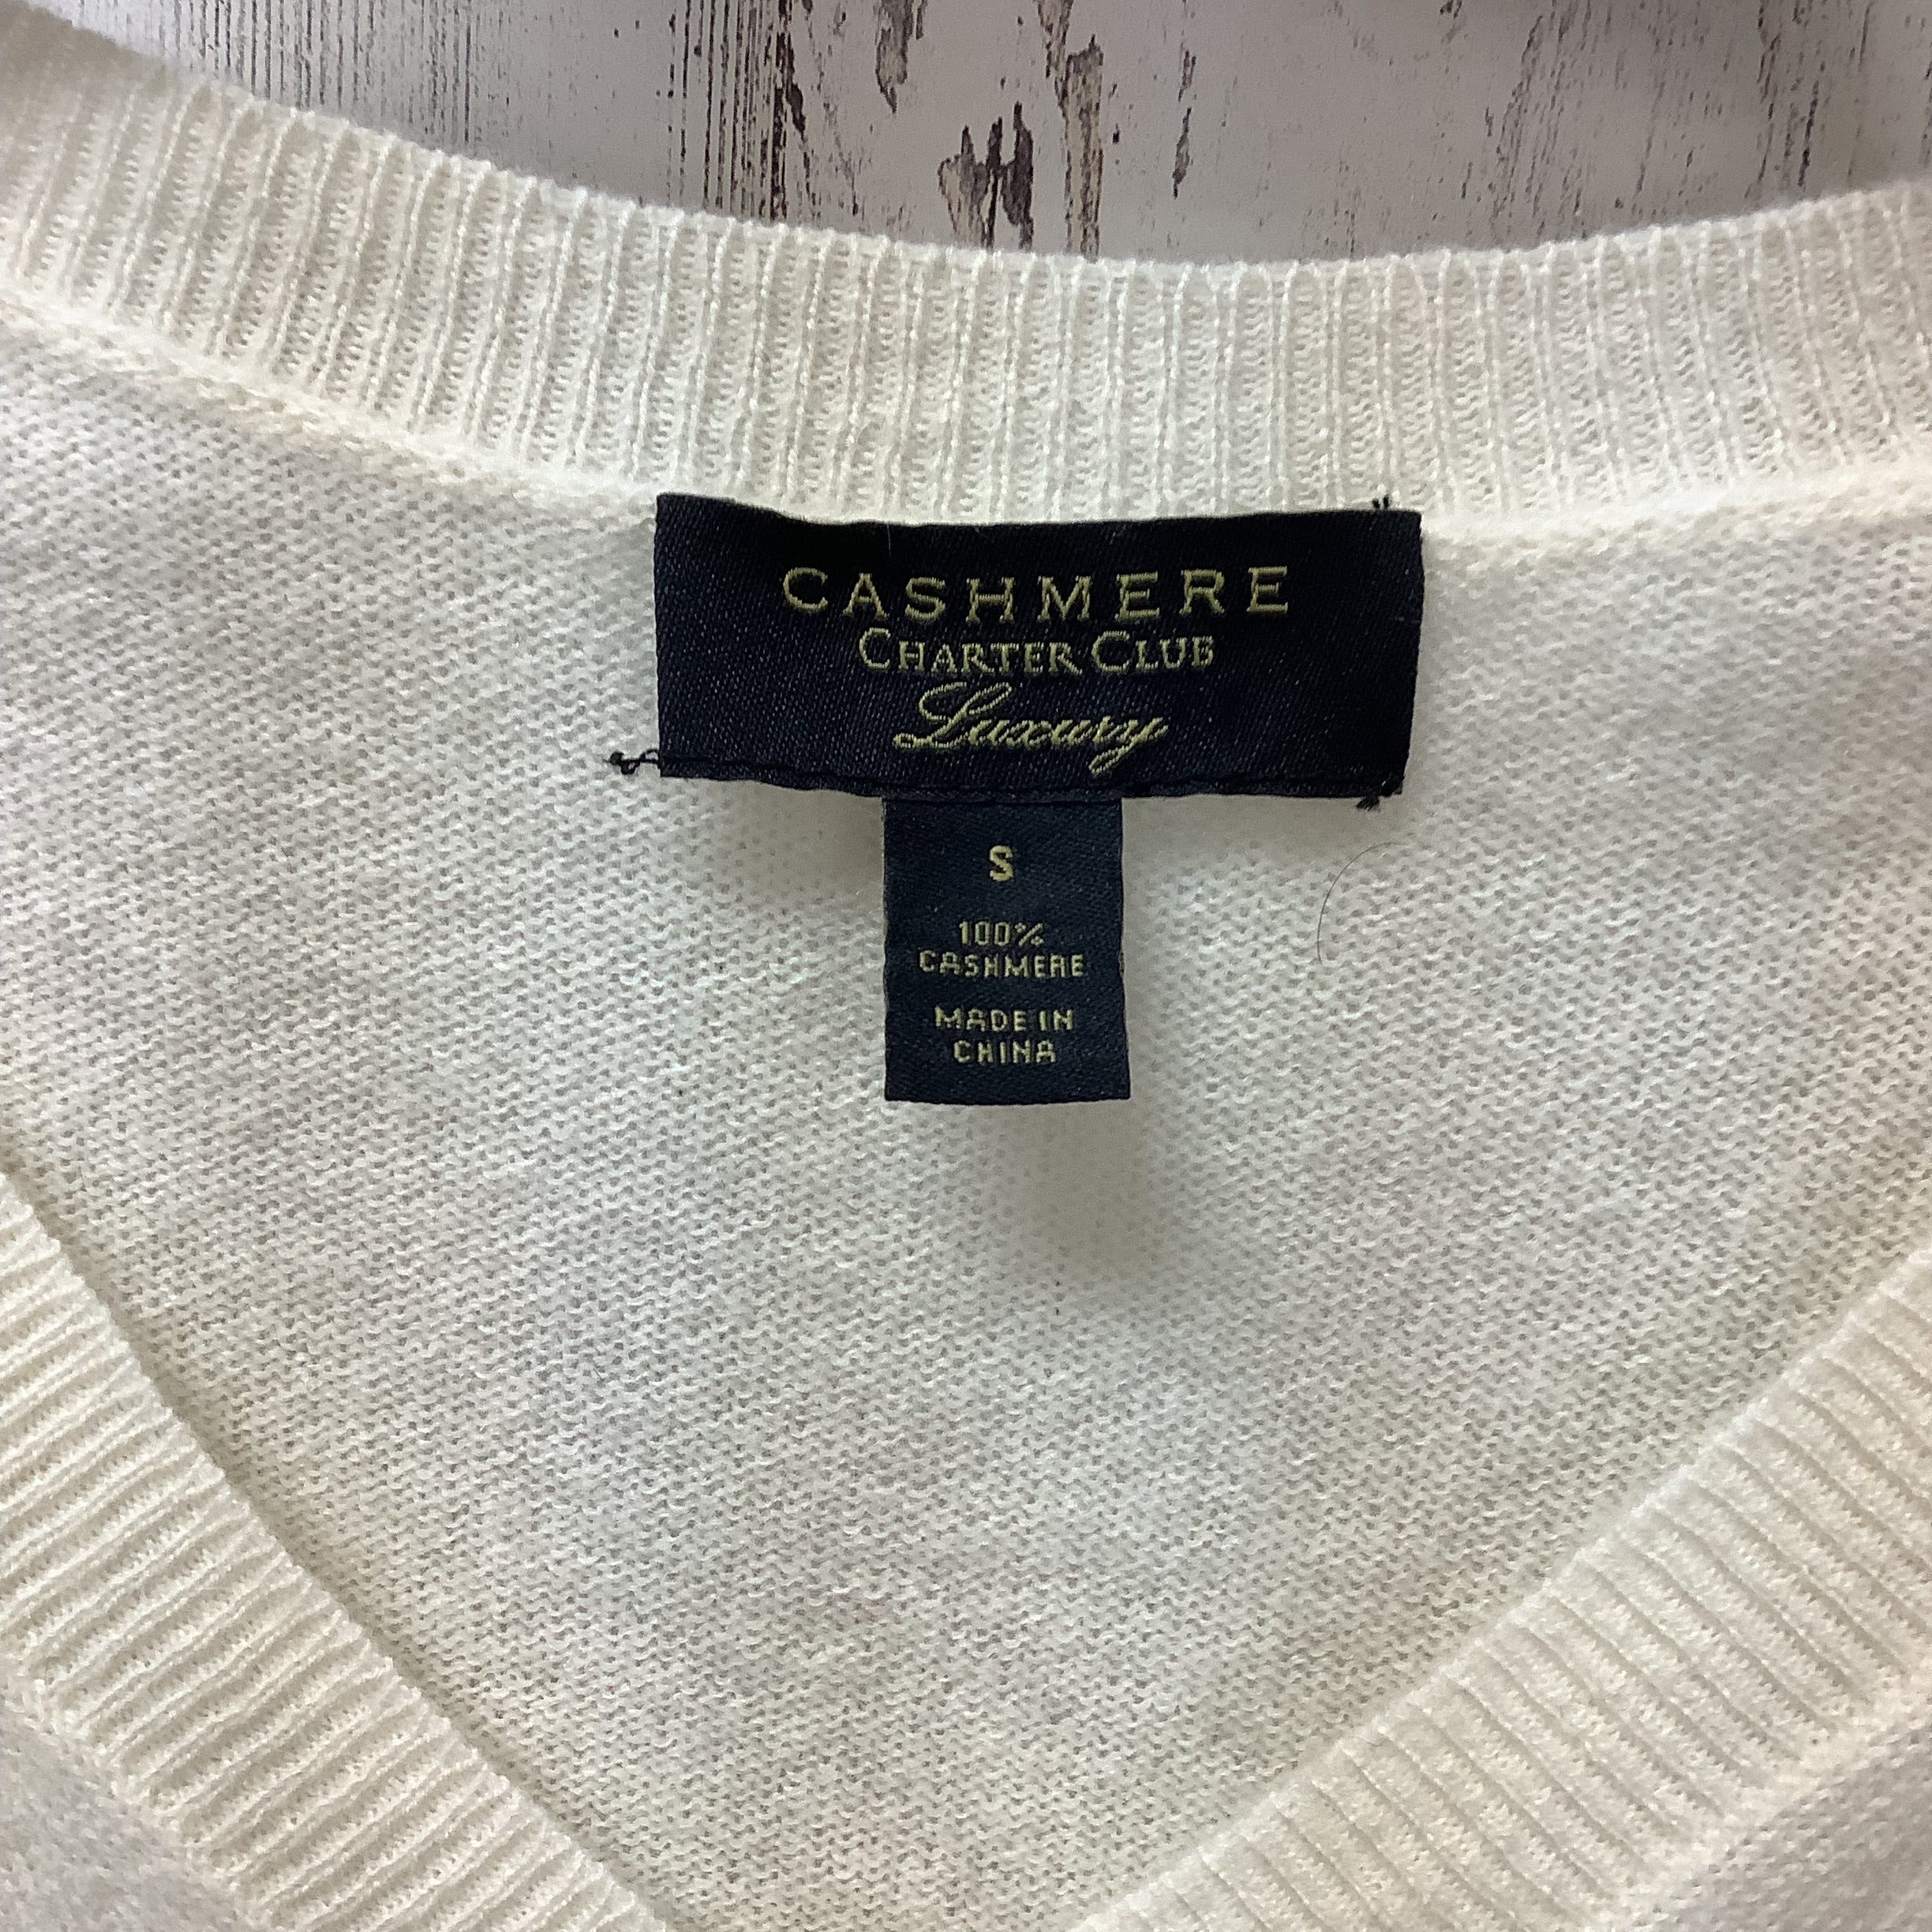 CASHMERE
CHARTER CLUB
Luxury
S
100%
CASHMERE
MADE IN
CHINA